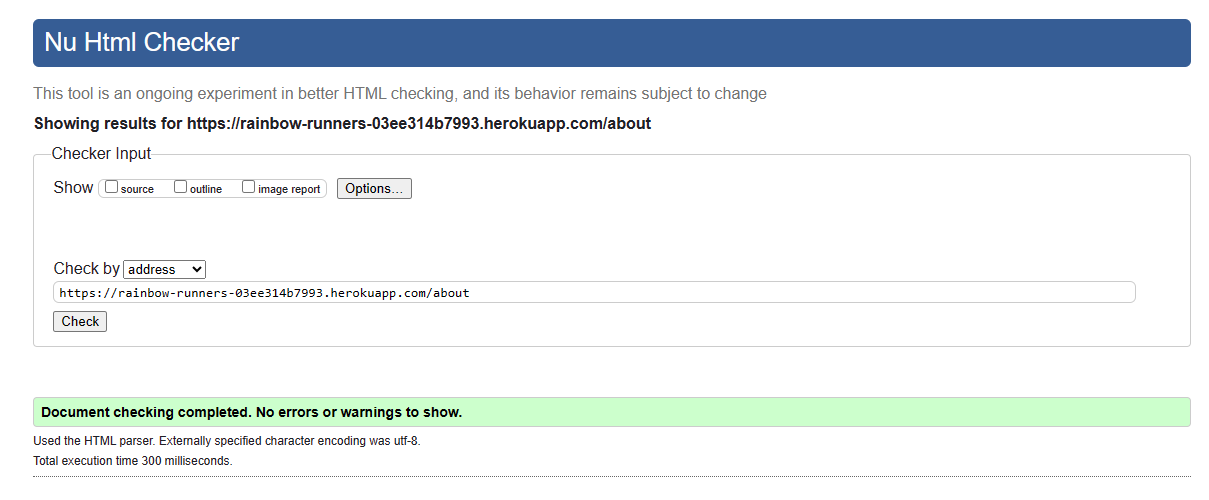 Nu Html Checker
This tool is an ongoing experiment in better HTML checking, and its behavior remains subject to change
Showing results for https://rainbow-runners-03ee314b7993.herokuapp.com/about
Checker Input
Show source outline image report Options...
Check by address
https://rainbow-runners-03ee314b7993.herokuapp.com/about
Check
Document checking completed. No errors or warnings to show.
Used the HTML parser. Externally specified character encoding was utf-8.
Total execution time 300 milliseconds.